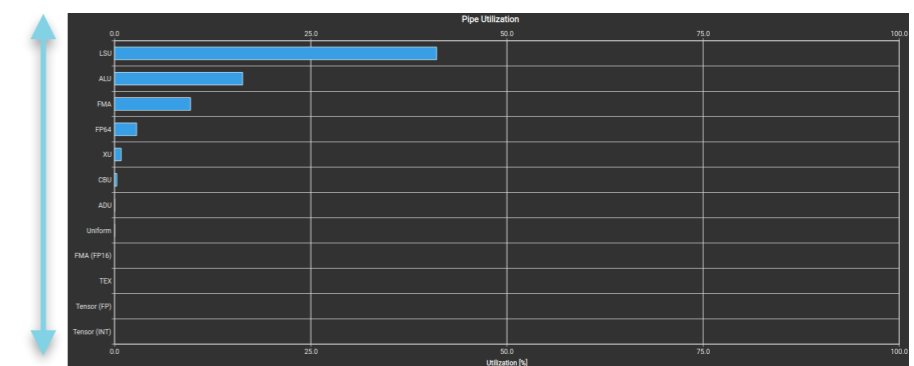 Pipe Utilization
0.0 25.0 50.0 75.0 100.0
LSU
ALU
FMA
FP64
XU
CBU
ADU
Uniform
FMA (FP16)
TEX
Tensor (FP)
Tensor (INT)
0.0 25.0 50.0 75.0 100.0
Utilization [%]